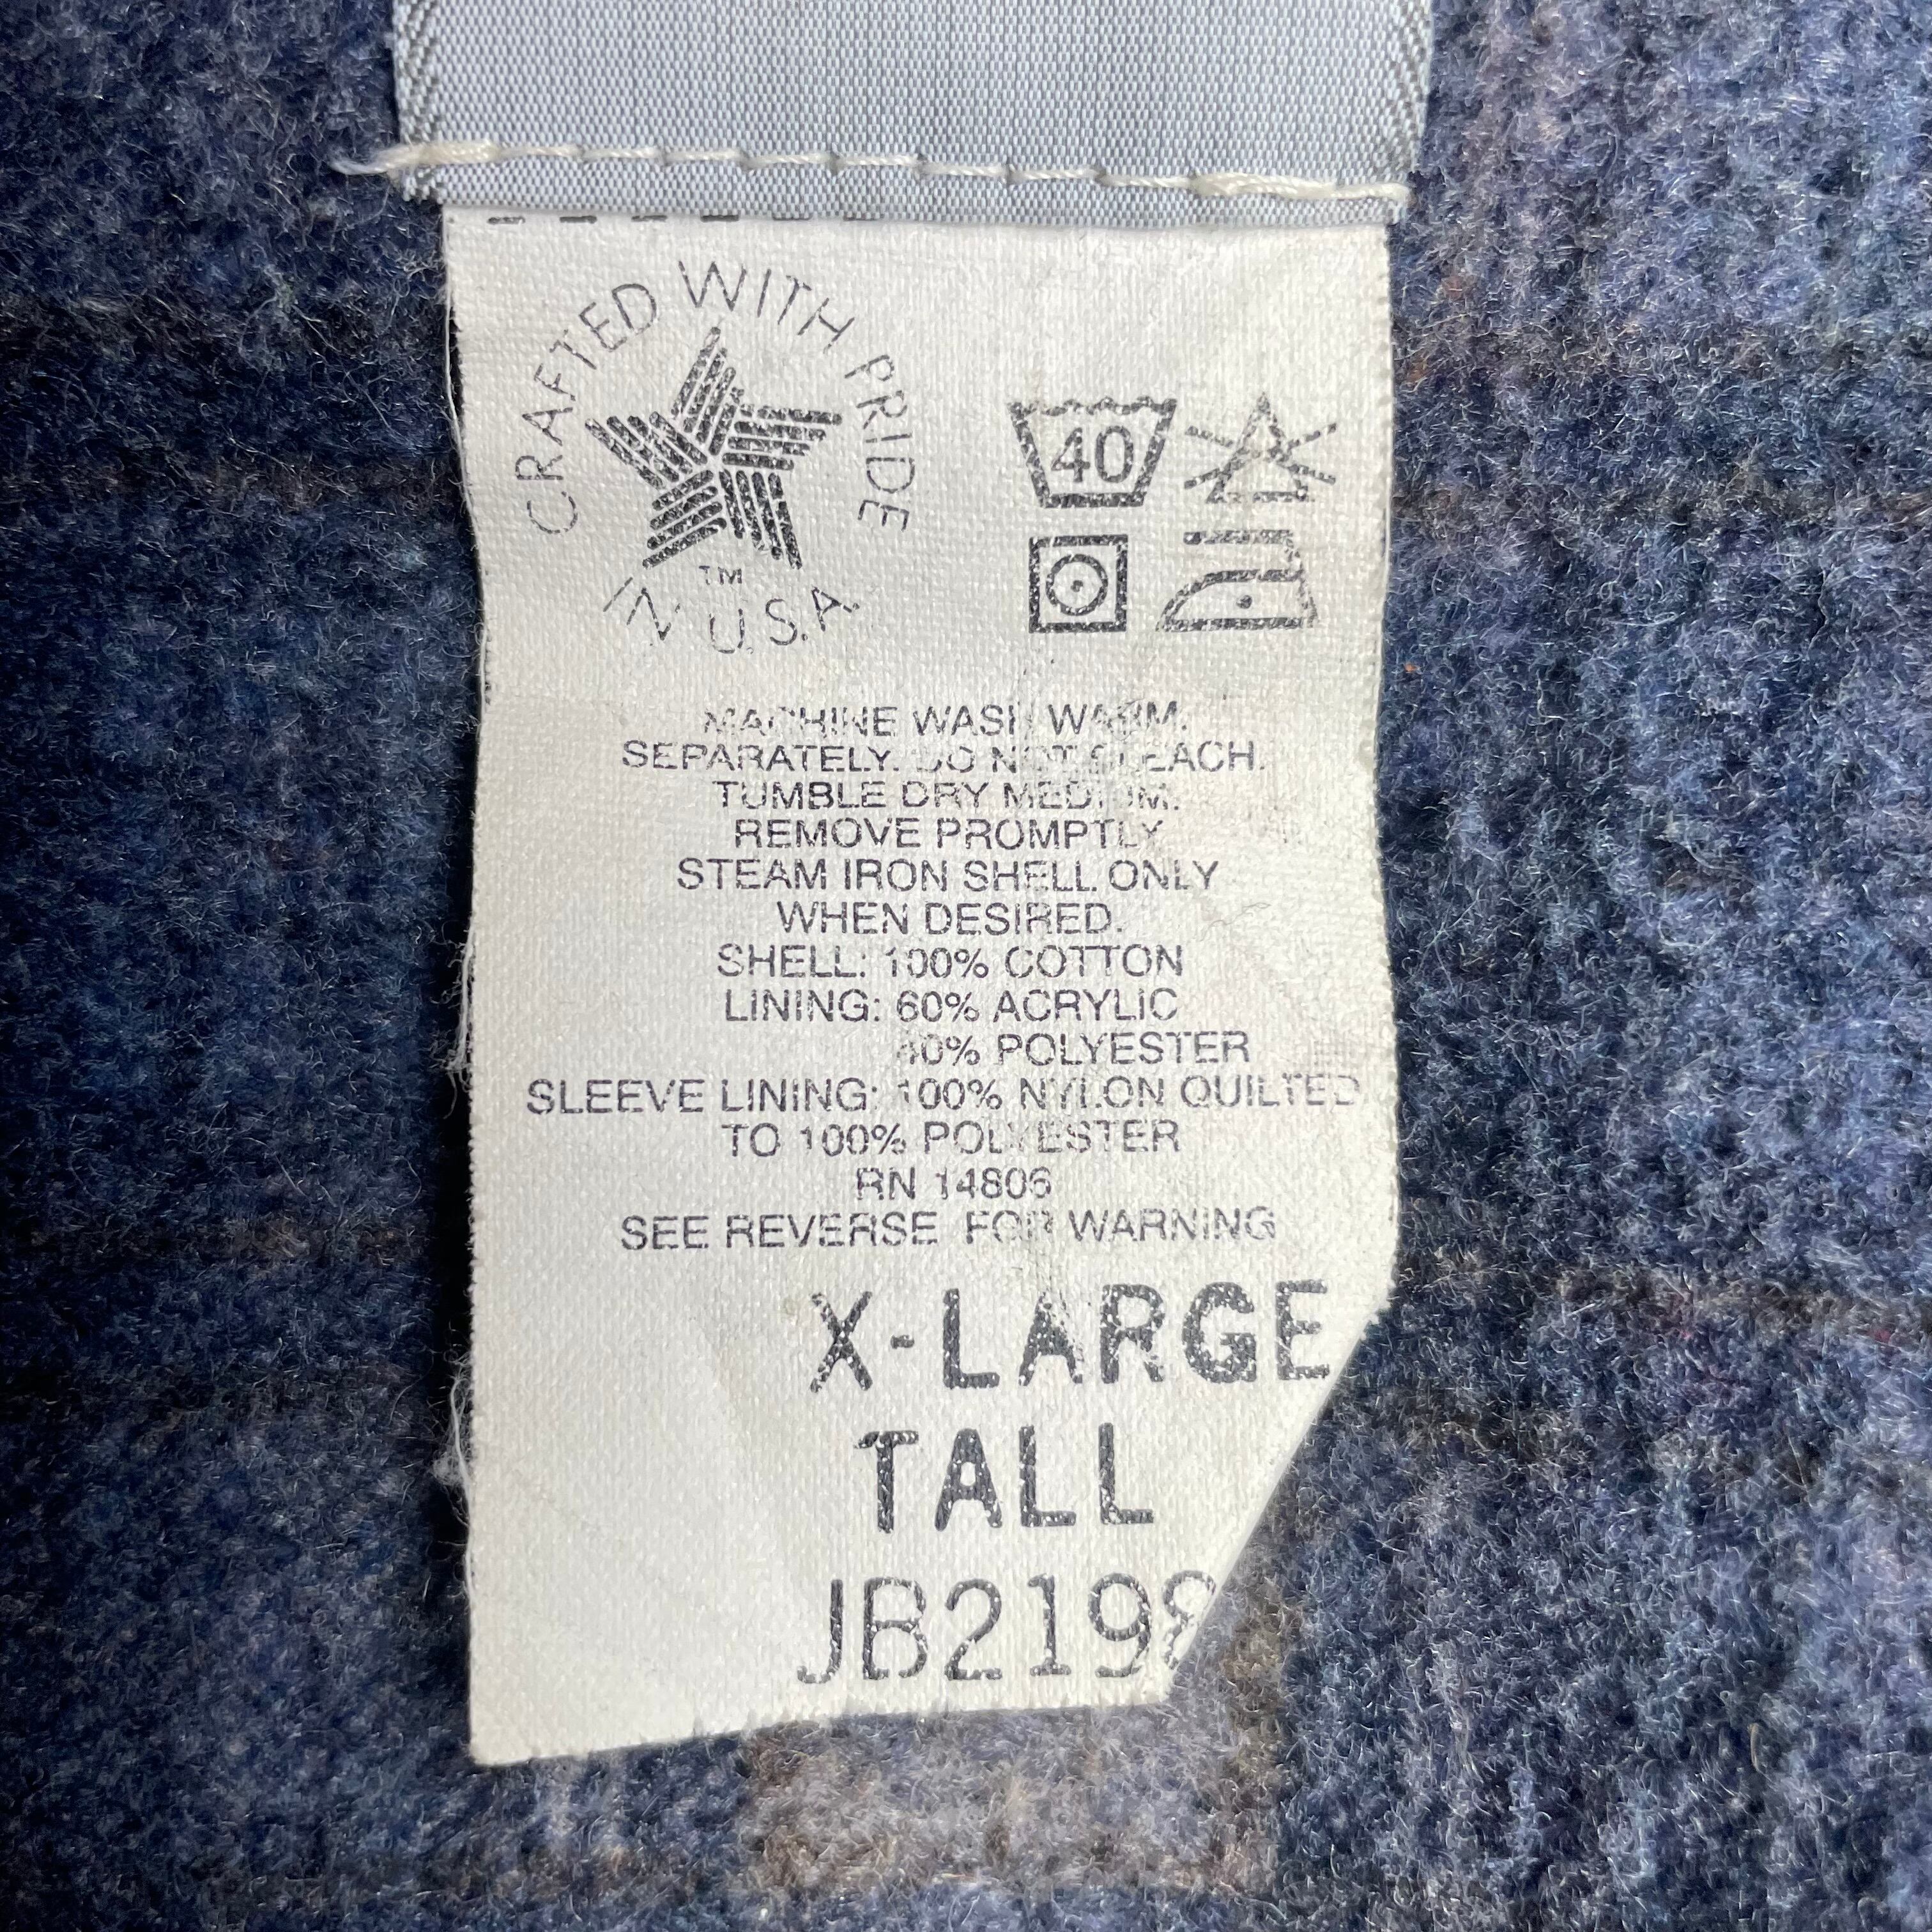 CRAFTED WITH PRIDE
TM
IN U.S.A.
40
MACHINE WASH WARM.
SEPARATELY. DO NOT BLEACH.
TUMBLE DRY MEDIUM.
REMOVE PROMPTLY
STEAM IRON SHELL ONLY
WHEN DESIRED.
SHELL: 100% COTTON
LINING: 60% ACRYLIC
40% POLYESTER
SLEEVE LINING: 100% NYLON QUILTED
TO 100% POLYESTER
RN 14806
SEE REVERSE FOR WARNING
X-LARGE
TALL
JB2198